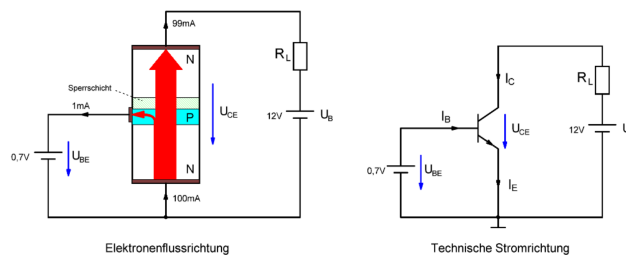 99mA
N
Sperrschicht
1mA
P
N
U_CE
R_L
12V
U_B
0,7V
U_BE
100mA
Elektronenflussrichtung
I_C
R_L
I_B
U_CE
12V
U
0,7V
U_BE
I_E
Technische Stromrichtung